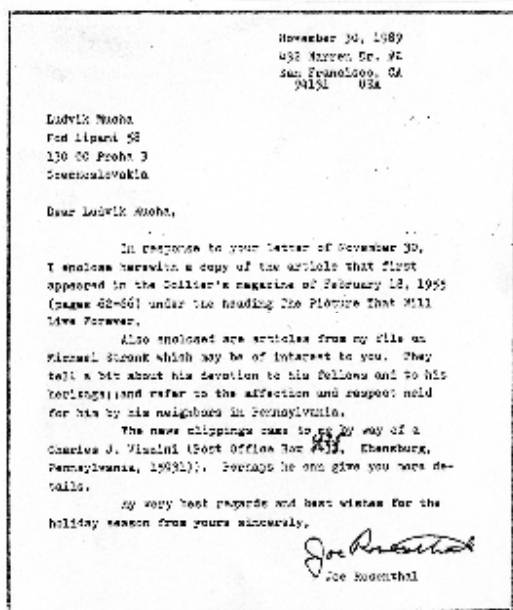 November 30, 1989
San Francisco, CA
94131 USA
Ludvik Mucha
Pod Lipami 58
130 00 Praha 3
Dear Ludvik Mucha,
In response to your letter of November 30,
I enclose herewith a copy of the article that first
appeared in the Collier's magazine of February 18, 1955
(pages 62-66) under the heading The Picture That Will
Live Forever.
Also enclosed are articles from my file on
Michael Strank which may be of interest to you. They
tell a bit about his devotion to his fellows and to his
heritage; and refer to the affection and respect held
for him by his neighbors in Pennsylvania.
The news clippings came to me by way of a
Charles J. Vizzini (Post Office Box Ebensburg,
Pennsylvania, Perhaps he can give you more de-
tails.
My very best regards and best wishes for the
holiday season from yours sincerely,
Joe Rosenthal
Joe Rosenthal